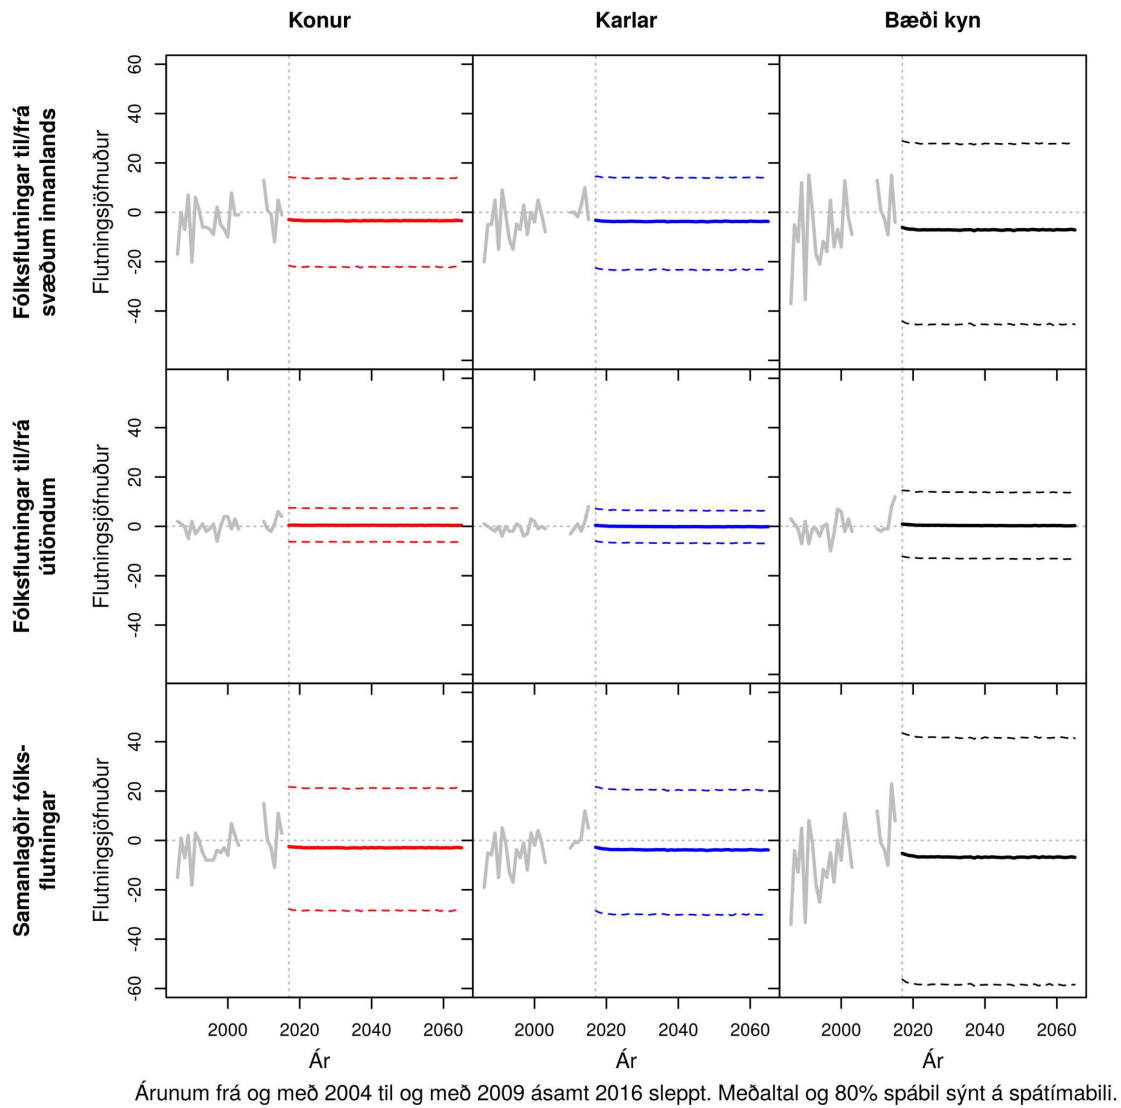 Konur Karlar Bæði kyn
Fólksflutningar til/frá
svæðum innanlands
Flutningsjöfnuður
60
40
20
0
-20
-40
Fólksflutningar til/frá
útlöndum
Flutningsjöfnuður
40
20
0
-20
-40
Samanlagðir fólks-
flutningar
Flutningsjöfnuður
40
20
0
-20
-40
-60
2000 2020 2040 2060 2000 2020 2040 2060 2000 2020 2040 2060
Ár Ár Ár
Árunum frá og með 2004 til og með 2009 ásamt 2016 sleppt. Meðaltal og 80% spábil sýnt á spátímabili.